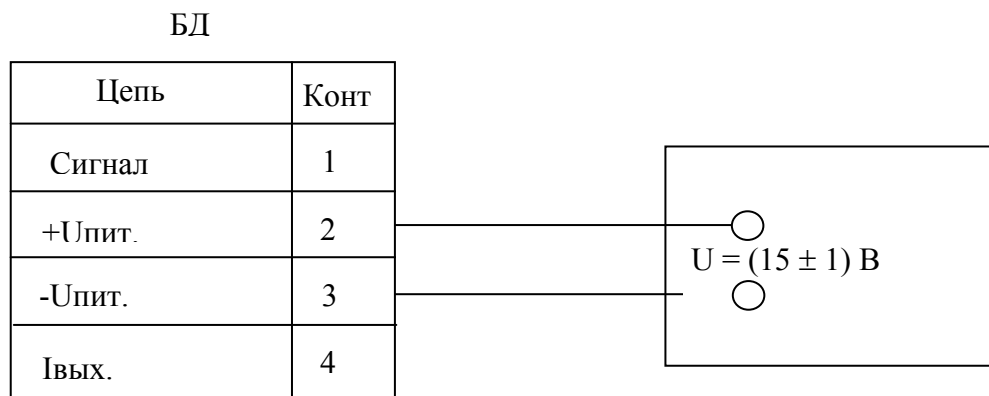 БД
Цепь Конт
Сигнал 1
+Uпит. 2
U = (15 ± 1) В
-Uпит. 3
Iвых. 4